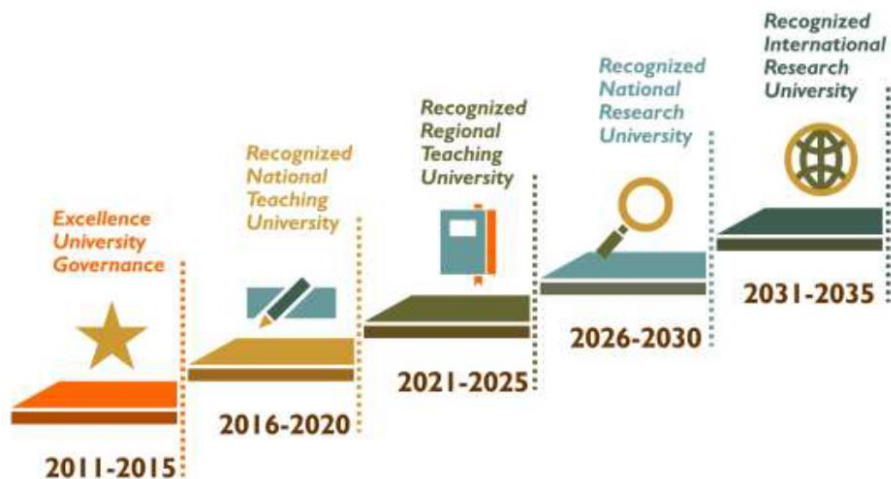 Excellence
University
Governance
2011-2015
Recognized
National
Teaching
University
2016-2020
Recognized
Regional
Teaching
University
2021-2025
Recognized
National
Research
University
2026-2030
Recognized
International
Research
University
2031-2035